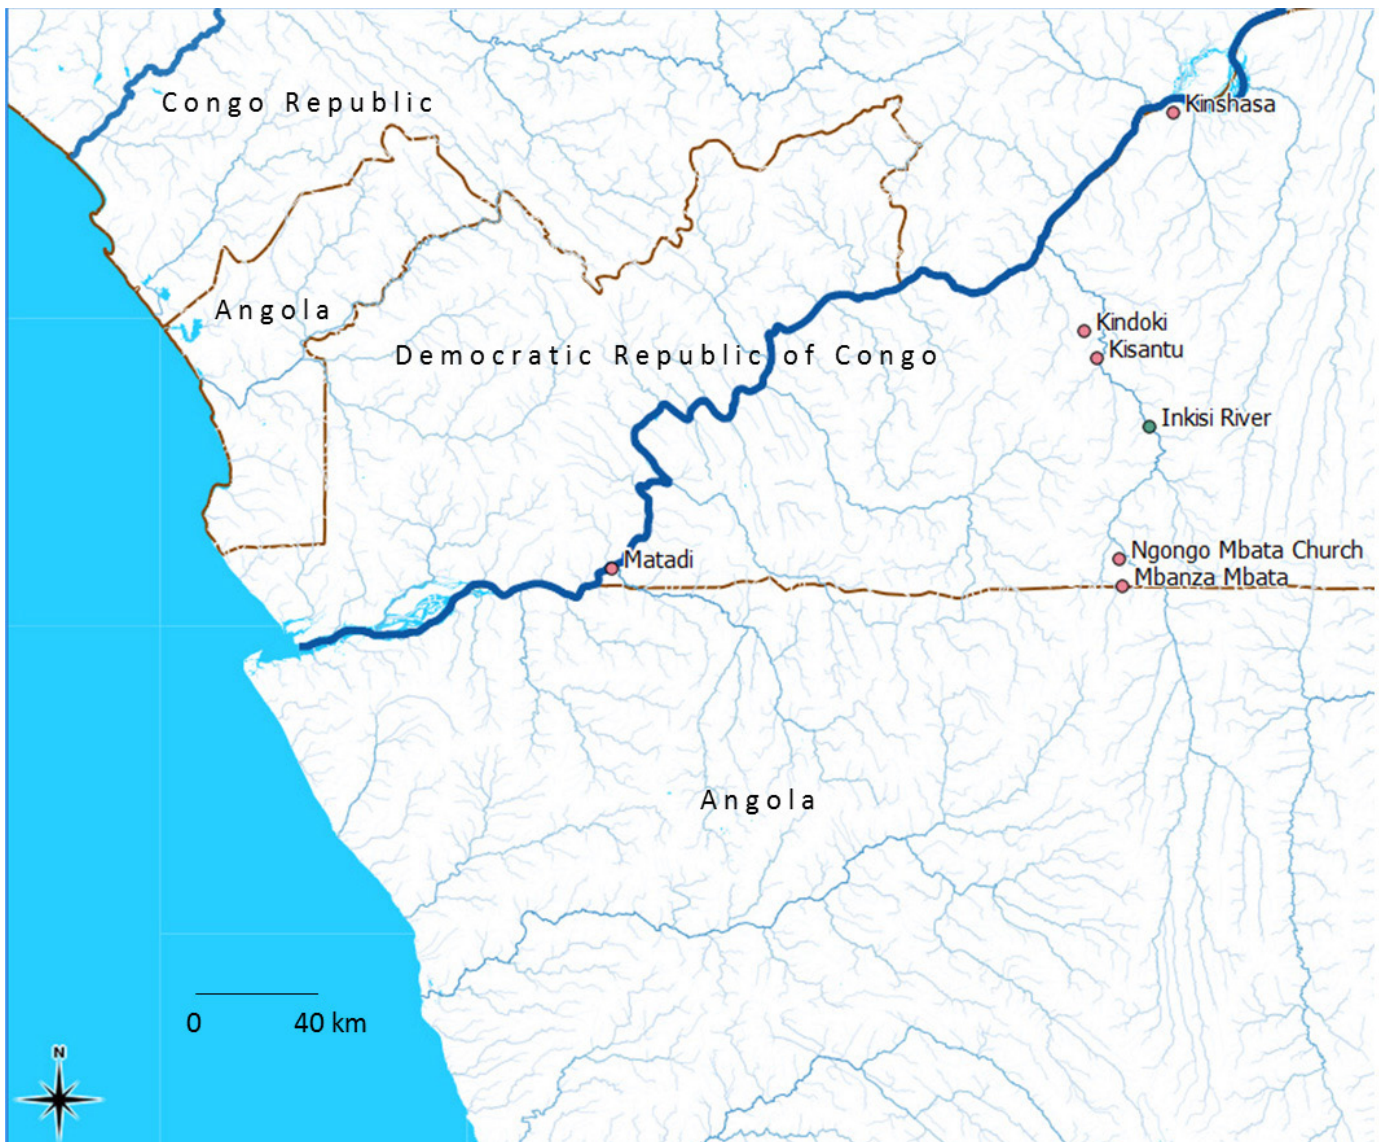 Kinshasa
Congo Republic
Angola
Kindoki
Kisantu
Democratic Republic of Congo
Inkisi River
Ngongo Mbata Church
Matadi
Mbanza Mbata
Angola
0 40 km
N